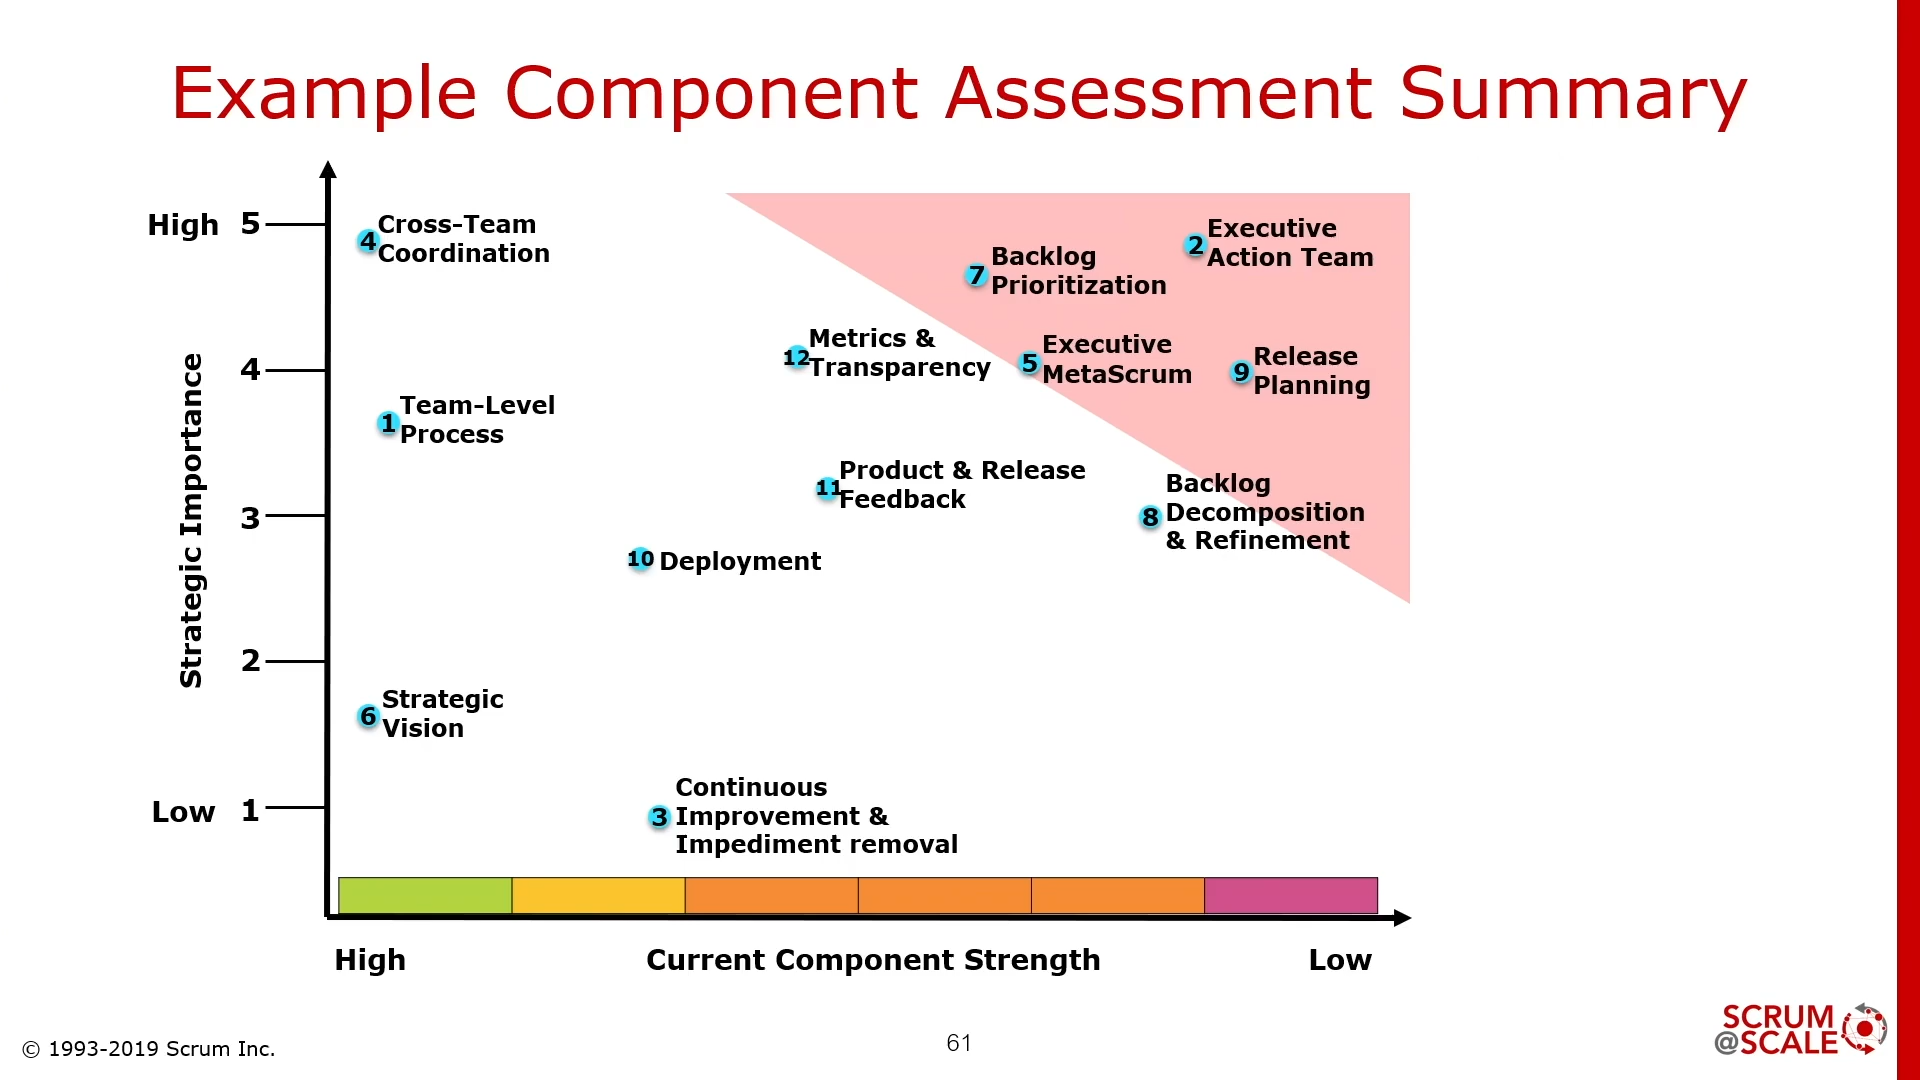 Example Component Assessment Summary
High 5
4 Cross-Team
Coordination
2 Executive
Action Team
7 Backlog
Prioritization
12 Metrics &
Transparency
5 Executive
MetaScrum
9 Release
Planning
4
1 Team-Level
Process
Strategic Importance
11 Product & Release
Feedback
8 Backlog
Decomposition
& Refinement
3
10 Deployment
2
6 Strategic
Vision
3 Continuous
Improvement &
Impediment removal
Low 1
High
Current Component Strength
Low
© 1993-2019 Scrum Inc.
61
SCRUM
@SCALE